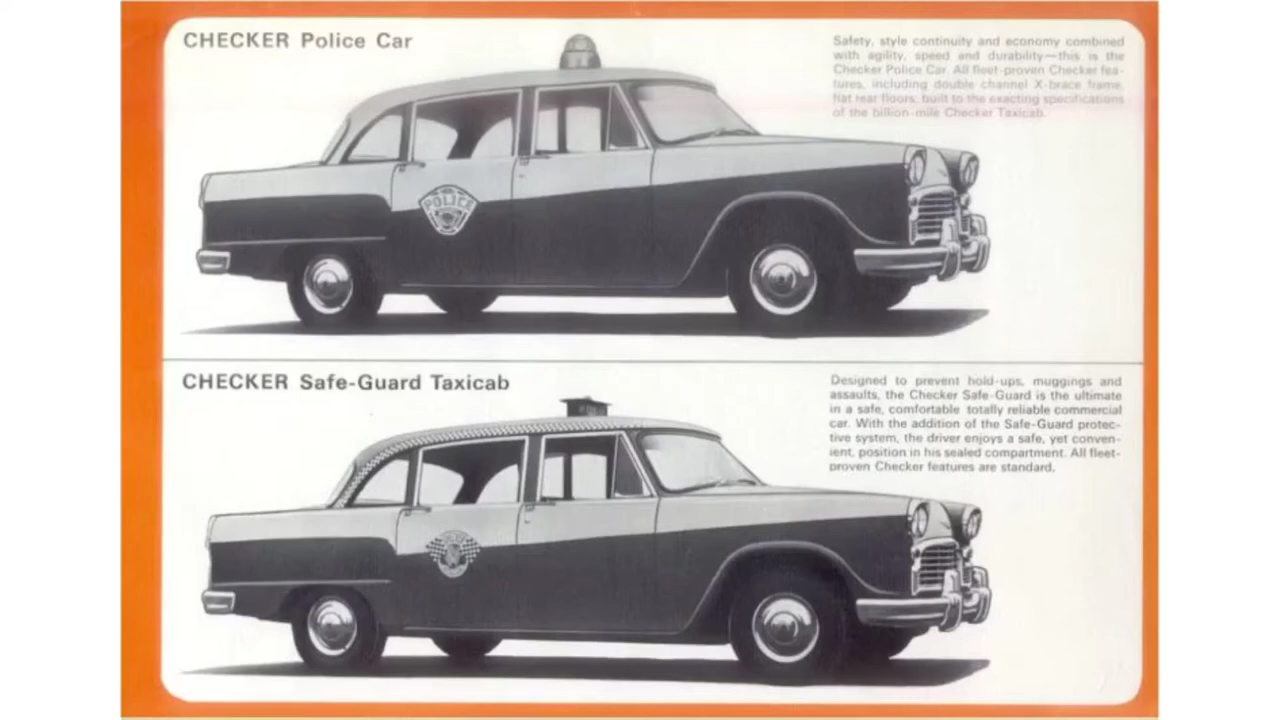 CHECKER Police Car
Safety, style continuity and economy combined
with agility, speed and durability—this is the
Checker Police Car. All fleet-proven Checker fea-
tures, including double channel X-brace frame,
flat rear floors, built to the exacting specifications
of the billion-mile Checker Taxicab.
POLICE
CHECKER Safe-Guard Taxicab
Designed to prevent hold-ups, muggings and
assaults, the Checker Safe-Guard is the ultimate
in a safe, comfortable totally reliable commercial
car. With the addition of the Safe-Guard protec-
tive system, the driver enjoys a safe, yet conven-
ient, position in his sealed compartment. All fleet-
proven Checker features are standard.